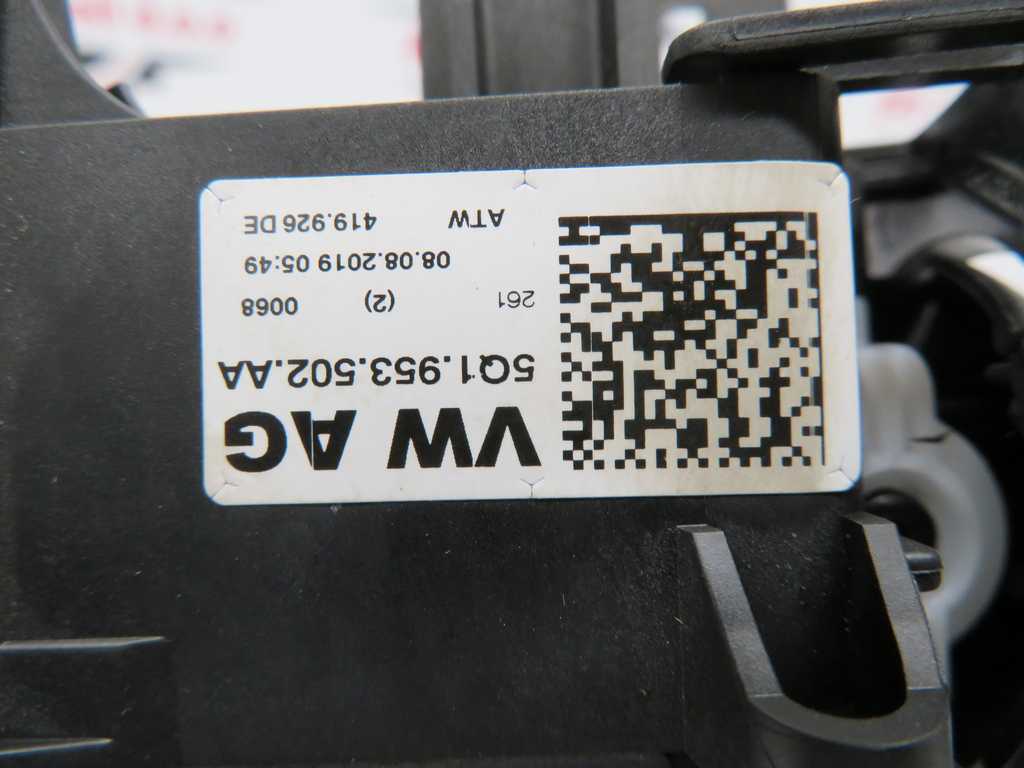 VW AG
5Q1.953.502.AA
261 (2) 0068
08.08.2019 05:49
ATW 419.926 DE